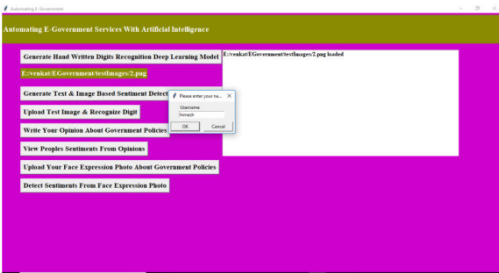 Automating E-Government
Automating E-Government Services With Artificial Intelligence
Generate Hand Written Digits Recognition Deep Learning Model
E:/venkat/EGovernment/testImages/2.png loaded
E:/venkat/EGovernment/testImages/2.png
Generate Text & Image Based Sentiment Detect
Please enter your na...
Username
Upload Test Image & Recognize Digit
OK Cancel
Write Your Opinion About Government Policies
View Peoples Sentiments From Opinions
Upload Your Face Expression Photo About Government Policies
Detect Sentiments From Face Expression Photo